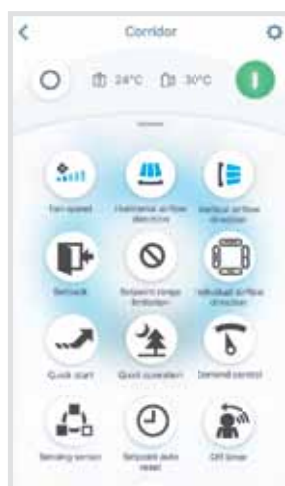 Corridor
24°C 30°C
Fan speed
Horizontal airflow direction
Vertical airflow direction
Setback
Setpoint range limitation
Individual airflow direction
Quick start
Quiet operation
Demand control
Sensing sensor
Setpoint auto reset
Off timer